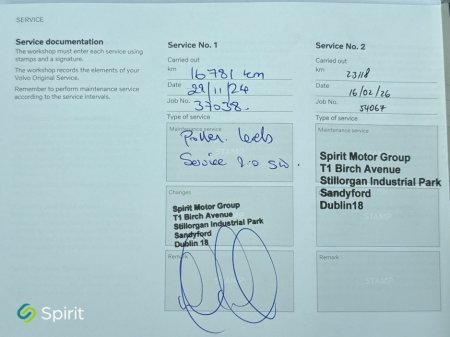 SERVICE
Service documentation
The workshop must enter each service using
stamps and a signature.
The workshop records the elements of your
Volvo Original Service.
Remember to perform maintenance service
according to the service intervals.
Service No. 1
Carried out
km 16781 km
Date 29/11/24
Job No. 37038.
Type of service
Maintenance service
Service
Changes
Spirit Motor Group
T1 Birch Avenue
Stillorgan Industrial Park
Sandyford
Dublin 18
Remark
Service No. 2
Carried out
km 23118
Date 16/02/26
Job No. 54067
Type of service
Maintenance service
Spirit Motor Group
T1 Birch Avenue
Stillorgan Industrial Park
Sandyford
Dublin18
STAMP
Remark
STAMP
Spirit